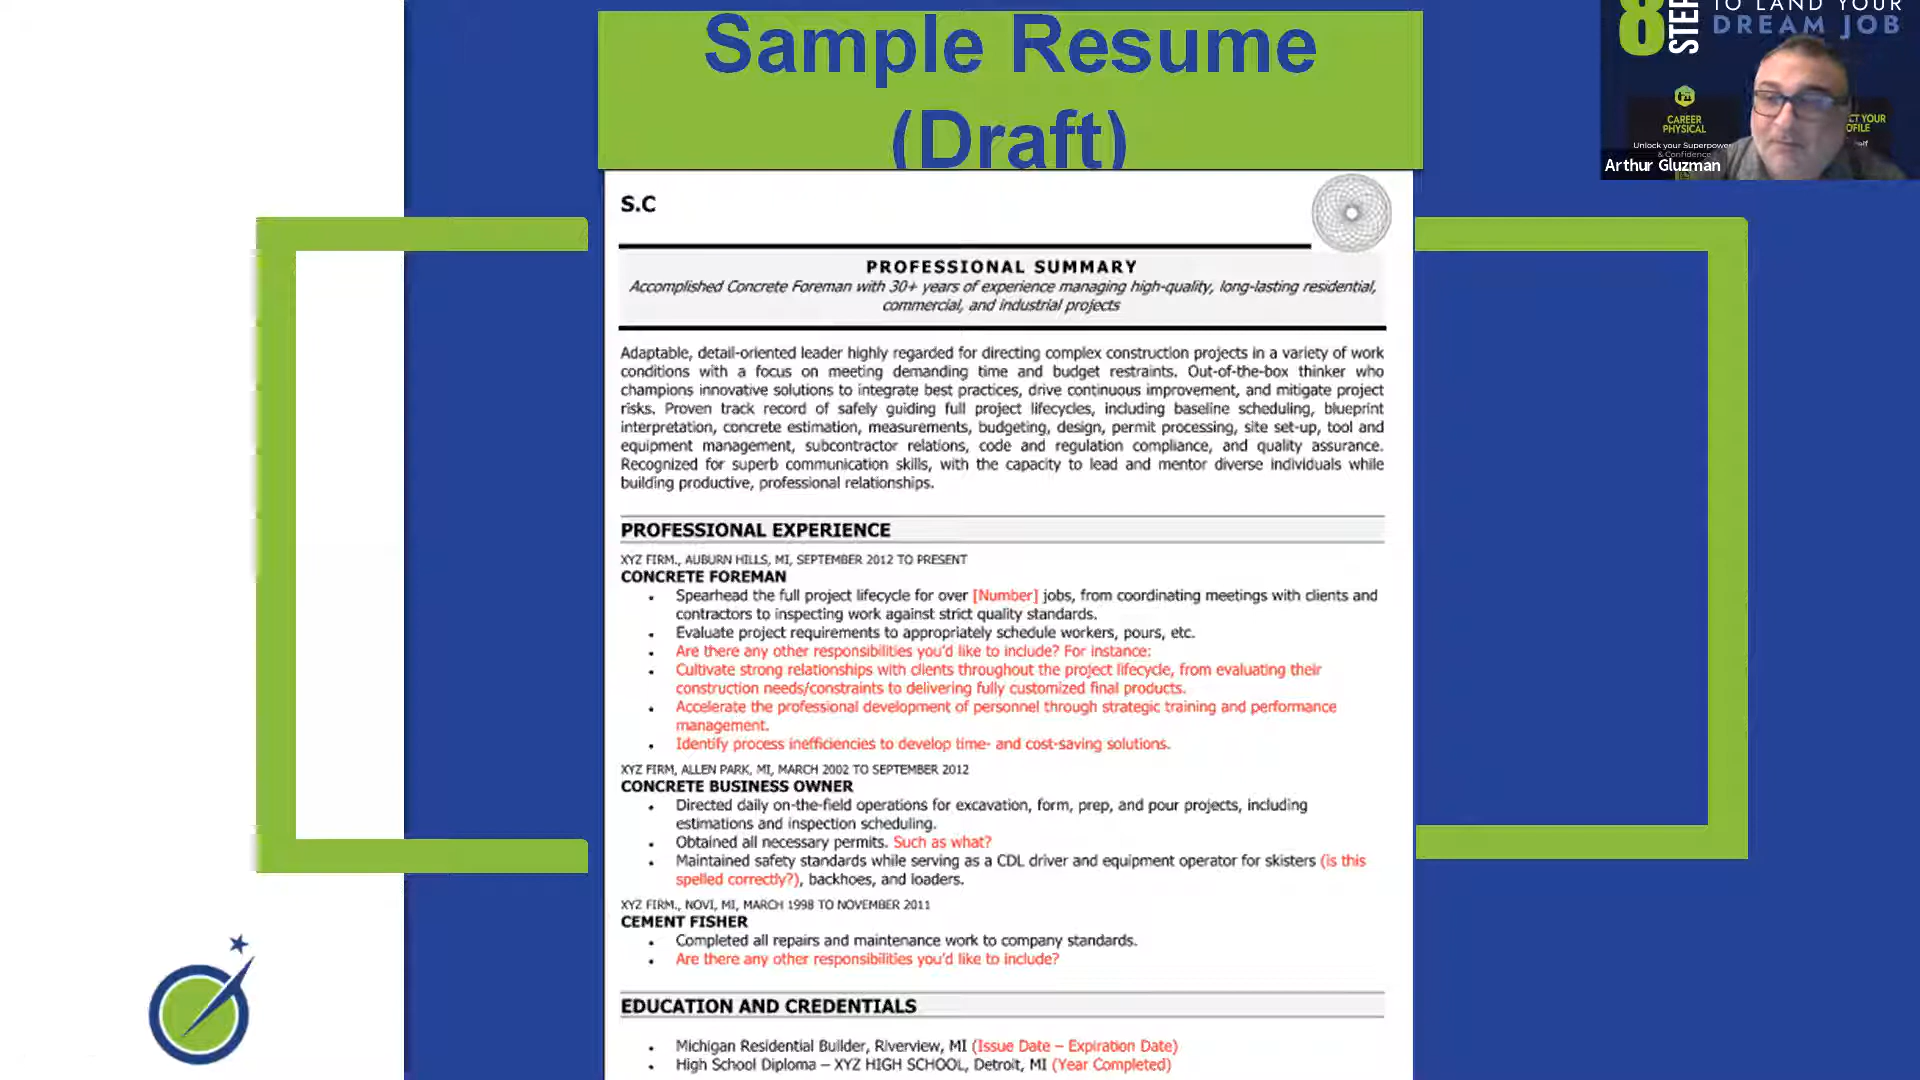 Sample Resume
(Draft)
8 STEP TO LAND YOUR
DREAM JOB
CAREER
PHYSICAL
CT YOUR
OFILE
Unlock your Superpower
& Confidence
Arthur Gluzman
S.C
PROFESSIONAL SUMMARY
Accomplished Concrete Foreman with 30+ years of experience managing high-quality, long-lasting residential,
commercial, and industrial projects
Adaptable, detail-oriented leader highly regarded for directing complex construction projects in a variety of work
conditions with a focus on meeting demanding time and budget restraints. Out-of-the-box thinker who
champions innovative solutions to integrate best practices, drive continuous improvement, and mitigate project
risks. Proven track record of safely guiding full project lifecycles, including baseline scheduling, blueprint
interpretation, concrete estimation, measurements, budgeting, design, permit processing, site set-up, tool and
equipment management, subcontractor relations, code and regulation compliance, and quality assurance.
Recognized for superb communication skills, with the capacity to lead and mentor diverse individuals while
building productive, professional relationships.
PROFESSIONAL EXPERIENCE
XYZ FIRM., AUBURN HILLS, MI, SEPTEMBER 2012 TO PRESENT
CONCRETE FOREMAN
• Spearhead the full project lifecycle for over [Number] jobs, from coordinating meetings with clients and
contractors to inspecting work against strict quality standards.
• Evaluate project requirements to appropriately schedule workers, pours, etc.
• Are there any other responsibilities you'd like to include? For instance:
• Cultivate strong relationships with clients throughout the project lifecycle, from evaluating their
construction needs/constraints to delivering fully customized final products.
• Accelerate the professional development of personnel through strategic training and performance
management.
• Identify process inefficiencies to develop time- and cost-saving solutions.
XYZ FIRM, ALLEN PARK, MI, MARCH 2002 TO SEPTEMBER 2012
CONCRETE BUSINESS OWNER
• Directed daily on-the-field operations for excavation, form, prep, and pour projects, including
estimations and inspection scheduling.
• Obtained all necessary permits. Such as what?
• Maintained safety standards while serving as a CDL driver and equipment operator for skisters (is this
spelled correctly?), backhoes, and loaders.
XYZ FIRM., NOVI, MI, MARCH 1998 TO NOVEMBER 2011
CEMENT FISHER
• Completed all repairs and maintenance work to company standards.
• Are there any other responsibilities you'd like to include?
EDUCATION AND CREDENTIALS
• Michigan Residential Builder, Riverview, MI (Issue Date – Expiration Date)
• High School Diploma – XYZ HIGH SCHOOL, Detroit, MI (Year Completed)